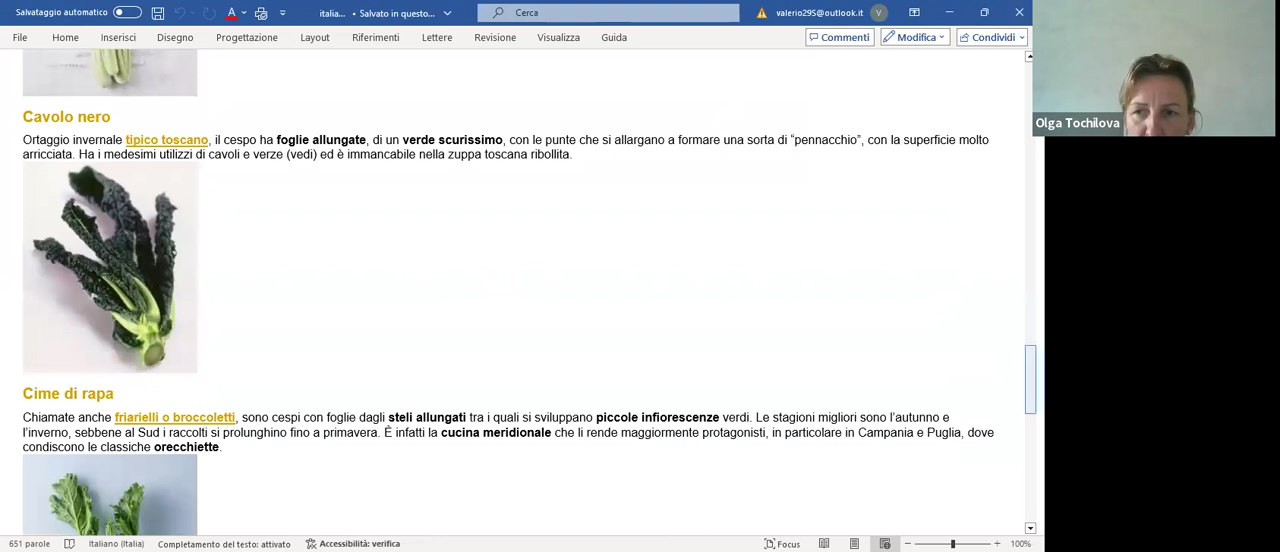 Salvataggio automatico
italia... • Salvato in questo...
Cerca
valerio295@outlook.it
V
File Home Inserisci Disegno Progettazione Layout Riferimenti Lettere Revisione Visualizza Guida
Commenti Modifica Condividi
Cavolo nero
Ortaggio invernale tipico toscano, il cespo ha foglie allungate, di un verde scurissimo, con le punte che si allargano a formare una sorta di “pennacchio”, con la superficie molto
arricciata. Ha i medesimi utilizzi di cavoli e verze (vedi) ed è immancabile nella zuppa toscana ribollita.
Cime di rapa
Chiamate anche friarielli o broccoletti, sono cespi con foglie dagli steli allungati tra i quali si sviluppano piccole infiorescenze verdi. Le stagioni migliori sono l’autunno e
l’inverno, sebbene al Sud i raccolti si prolunghino fino a primavera. È infatti la cucina meridionale che li rende maggiormente protagonisti, in particolare in Campania e Puglia, dove
condiscono le classiche orecchiette.
651 parole Italiano (Italia) Completamento del testo: attivato Accessibilità: verifica
Focus
100%
Olga Tochilova